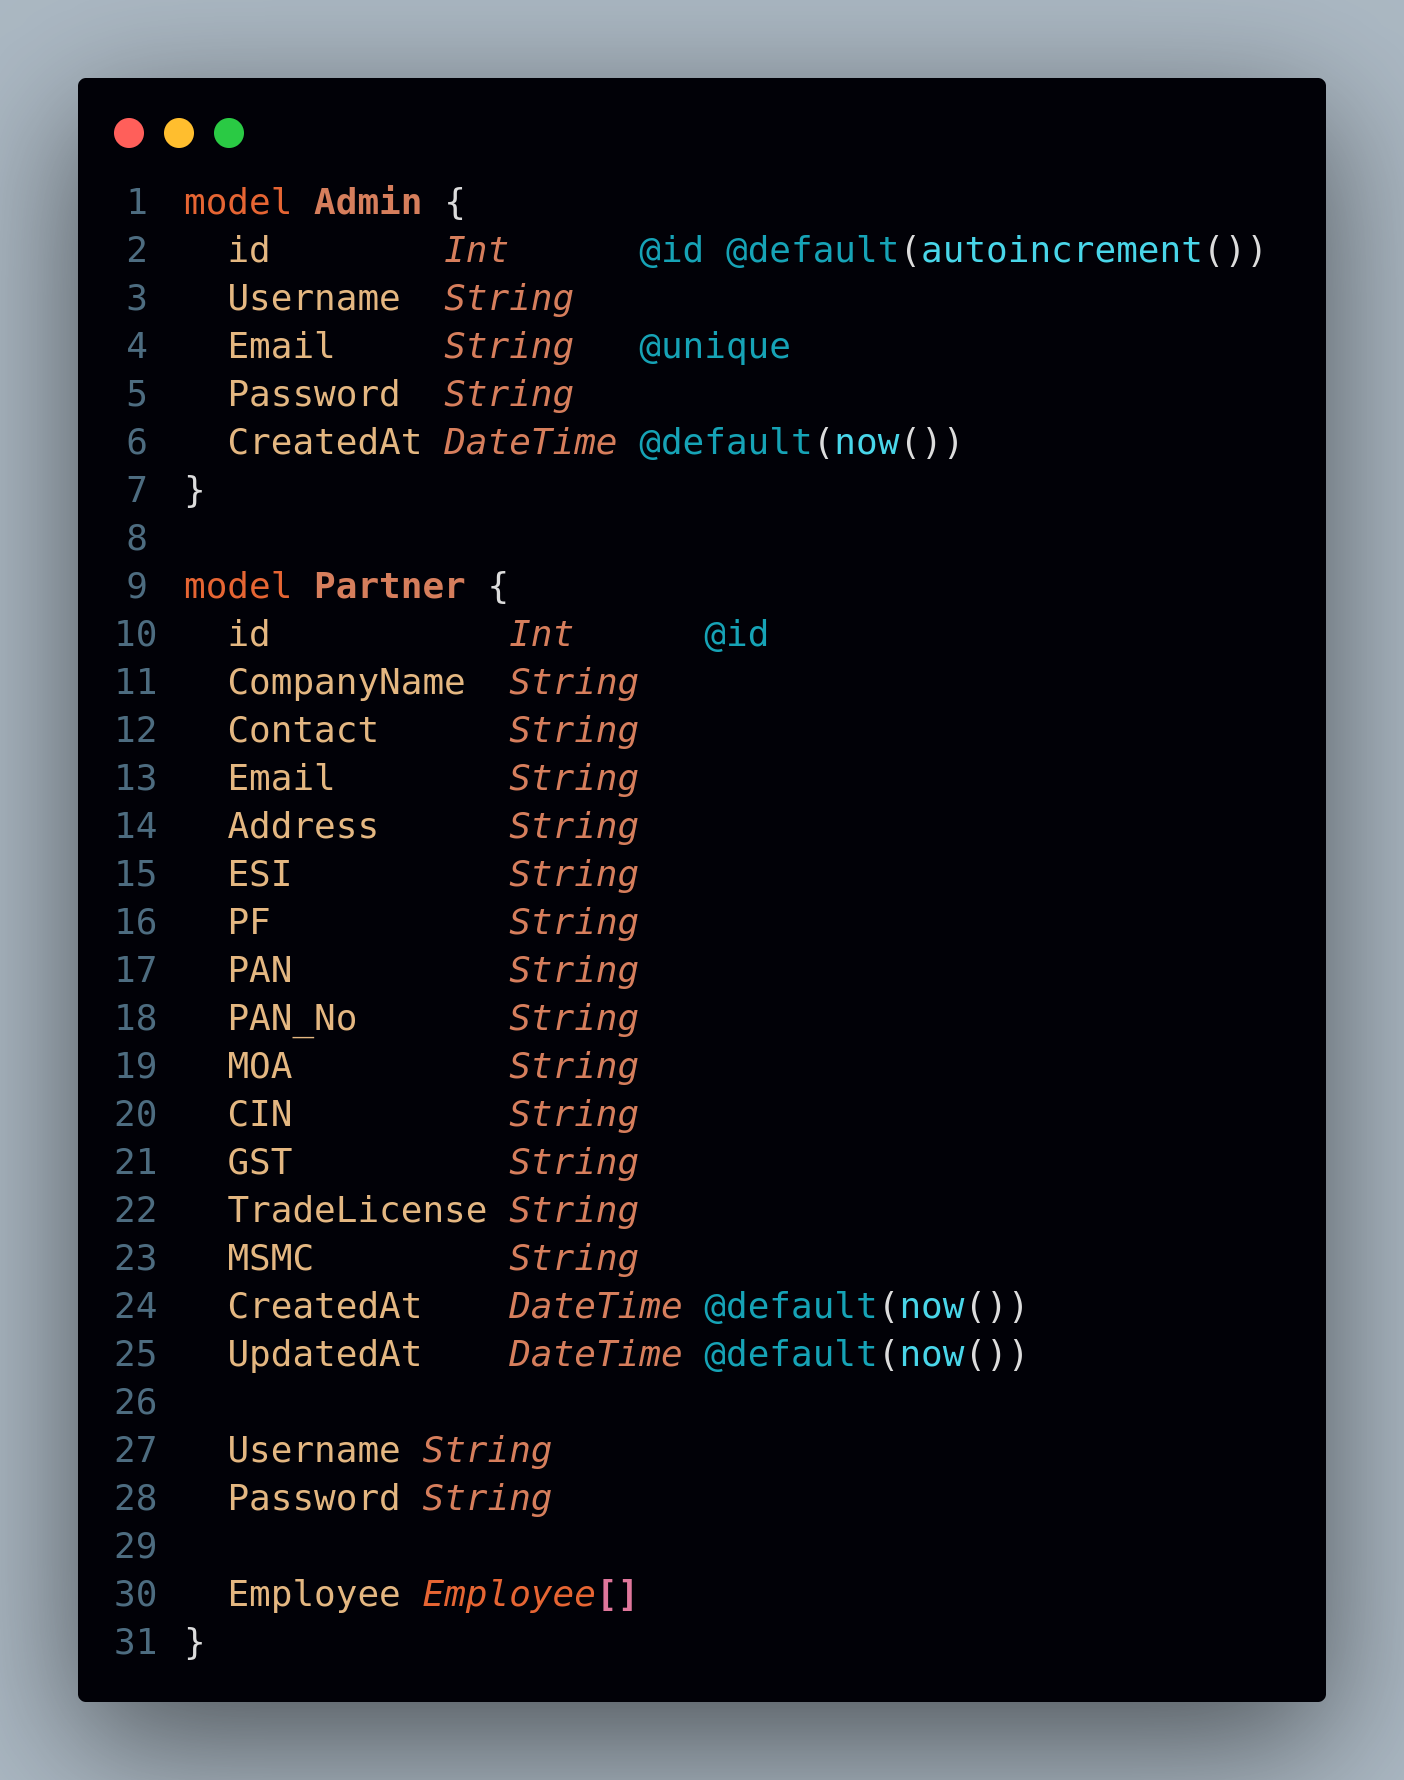 1 model Admin {
2   id        Int      @id @default(autoincrement())
3   Username  String
4   Email     String   @unique
5   Password  String
6   CreatedAt DateTime @default(now())
7 }
8
9 model Partner {
10   id           Int      @id
11   CompanyName  String
12   Contact      String
13   Email        String
14   Address      String
15   ESI          String
16   PF           String
17   PAN          String
18   PAN_No       String
19   MOA          String
20   CIN          String
21   GST          String
22   TradeLicense String
23   MSMC         String
24   CreatedAt    DateTime @default(now())
25   UpdatedAt    DateTime @default(now())
26
27   Username String
28   Password String
29
30   Employee Employee[]
31 }